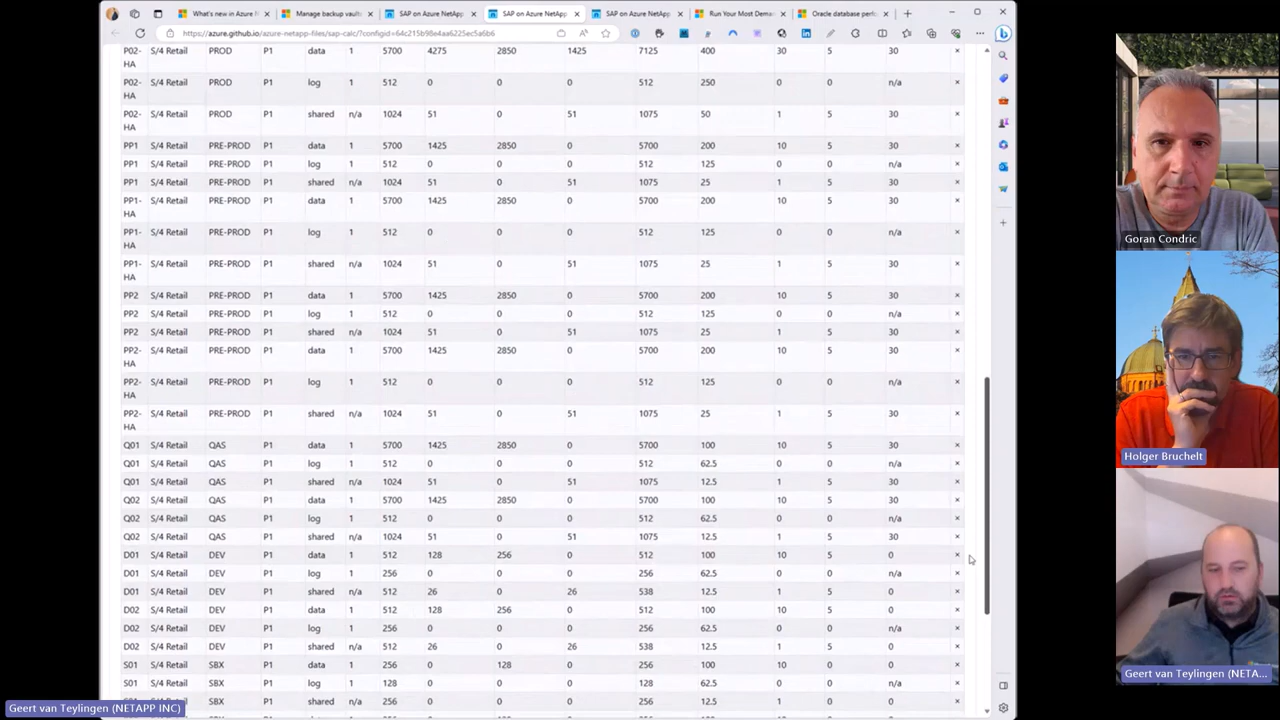 What's new in Azure N
Manage backup vault
SAP on Azure NetApp
SAP on Azure NetApp
SAP on Azure NetApp
Run Your Most Dema
Oracle database perfo
https://azure.github.io/azure-netapp-files/sap-calc/?configid=64c215b98e4aa6225ec5a6b6
P02-HA S/4 Retail PROD P1 data 1 5700 4275 2850 1425 7125 400 30 5 30 ×
P02-HA S/4 Retail PROD P1 log 1 512 0 0 0 512 250 0 0 n/a ×
P02-HA S/4 Retail PROD P1 shared n/a 1024 51 0 51 1075 50 1 5 30 ×
PP1 S/4 Retail PRE-PROD P1 data 1 5700 1425 2850 0 5700 200 10 5 30 ×
PP1 S/4 Retail PRE-PROD P1 log 1 512 0 0 0 512 125 0 0 n/a ×
PP1 S/4 Retail PRE-PROD P1 shared n/a 1024 51 0 51 1075 25 1 5 30 ×
PP1-HA S/4 Retail PRE-PROD P1 data 1 5700 1425 2850 0 5700 200 10 5 30 ×
PP1-HA S/4 Retail PRE-PROD P1 log 1 512 0 0 0 512 125 0 0 n/a ×
PP1-HA S/4 Retail PRE-PROD P1 shared n/a 1024 51 0 51 1075 25 1 5 30 ×
PP2 S/4 Retail PRE-PROD P1 data 1 5700 1425 2850 0 5700 200 10 5 30 ×
PP2 S/4 Retail PRE-PROD P1 log 1 512 0 0 0 512 125 0 0 n/a ×
PP2 S/4 Retail PRE-PROD P1 shared n/a 1024 51 0 51 1075 25 1 5 30 ×
PP2-HA S/4 Retail PRE-PROD P1 data 1 5700 1425 2850 0 5700 200 10 5 30 ×
PP2-HA S/4 Retail PRE-PROD P1 log 1 512 0 0 0 512 125 0 0 n/a ×
PP2-HA S/4 Retail PRE-PROD P1 shared n/a 1024 51 0 51 1075 25 1 5 30 ×
Q01 S/4 Retail QAS P1 data 1 5700 1425 2850 0 5700 100 10 5 30 ×
Q01 S/4 Retail QAS P1 log 1 512 0 0 0 512 62.5 0 0 n/a ×
Q01 S/4 Retail QAS P1 shared n/a 1024 51 0 51 1075 12.5 1 5 30 ×
Q02 S/4 Retail QAS P1 data 1 5700 1425 2850 0 5700 100 10 5 30 ×
Q02 S/4 Retail QAS P1 log 1 512 0 0 0 512 62.5 0 0 n/a ×
Q02 S/4 Retail QAS P1 shared n/a 1024 51 0 51 1075 12.5 1 5 30 ×
D01 S/4 Retail DEV P1 data 1 512 128 256 0 512 100 10 5 0 ×
D01 S/4 Retail DEV P1 log 1 256 0 0 0 256 62.5 0 0 n/a ×
D01 S/4 Retail DEV P1 shared n/a 512 26 0 26 538 12.5 1 5 0 ×
D02 S/4 Retail DEV P1 data 1 512 128 256 0 512 100 10 5 0 ×
D02 S/4 Retail DEV P1 log 1 256 0 0 0 256 62.5 0 0 n/a ×
D02 S/4 Retail DEV P1 shared n/a 512 26 0 26 538 12.5 1 5 0 ×
S01 S/4 Retail SBX P1 data 1 256 0 128 0 256 100 10 0 0 ×
S01 S/4 Retail SBX P1 log 1 128 0 0 0 128 62.5 0 0 n/a ×
S/4 Retail SBX P1 shared n/a 256 0 0 0 256 12.5 1 0 0 ×
Goran Condric
Holger Bruchelt
Geert van Teylingen (NETA...
Geert van Teylingen (NETAPP INC)